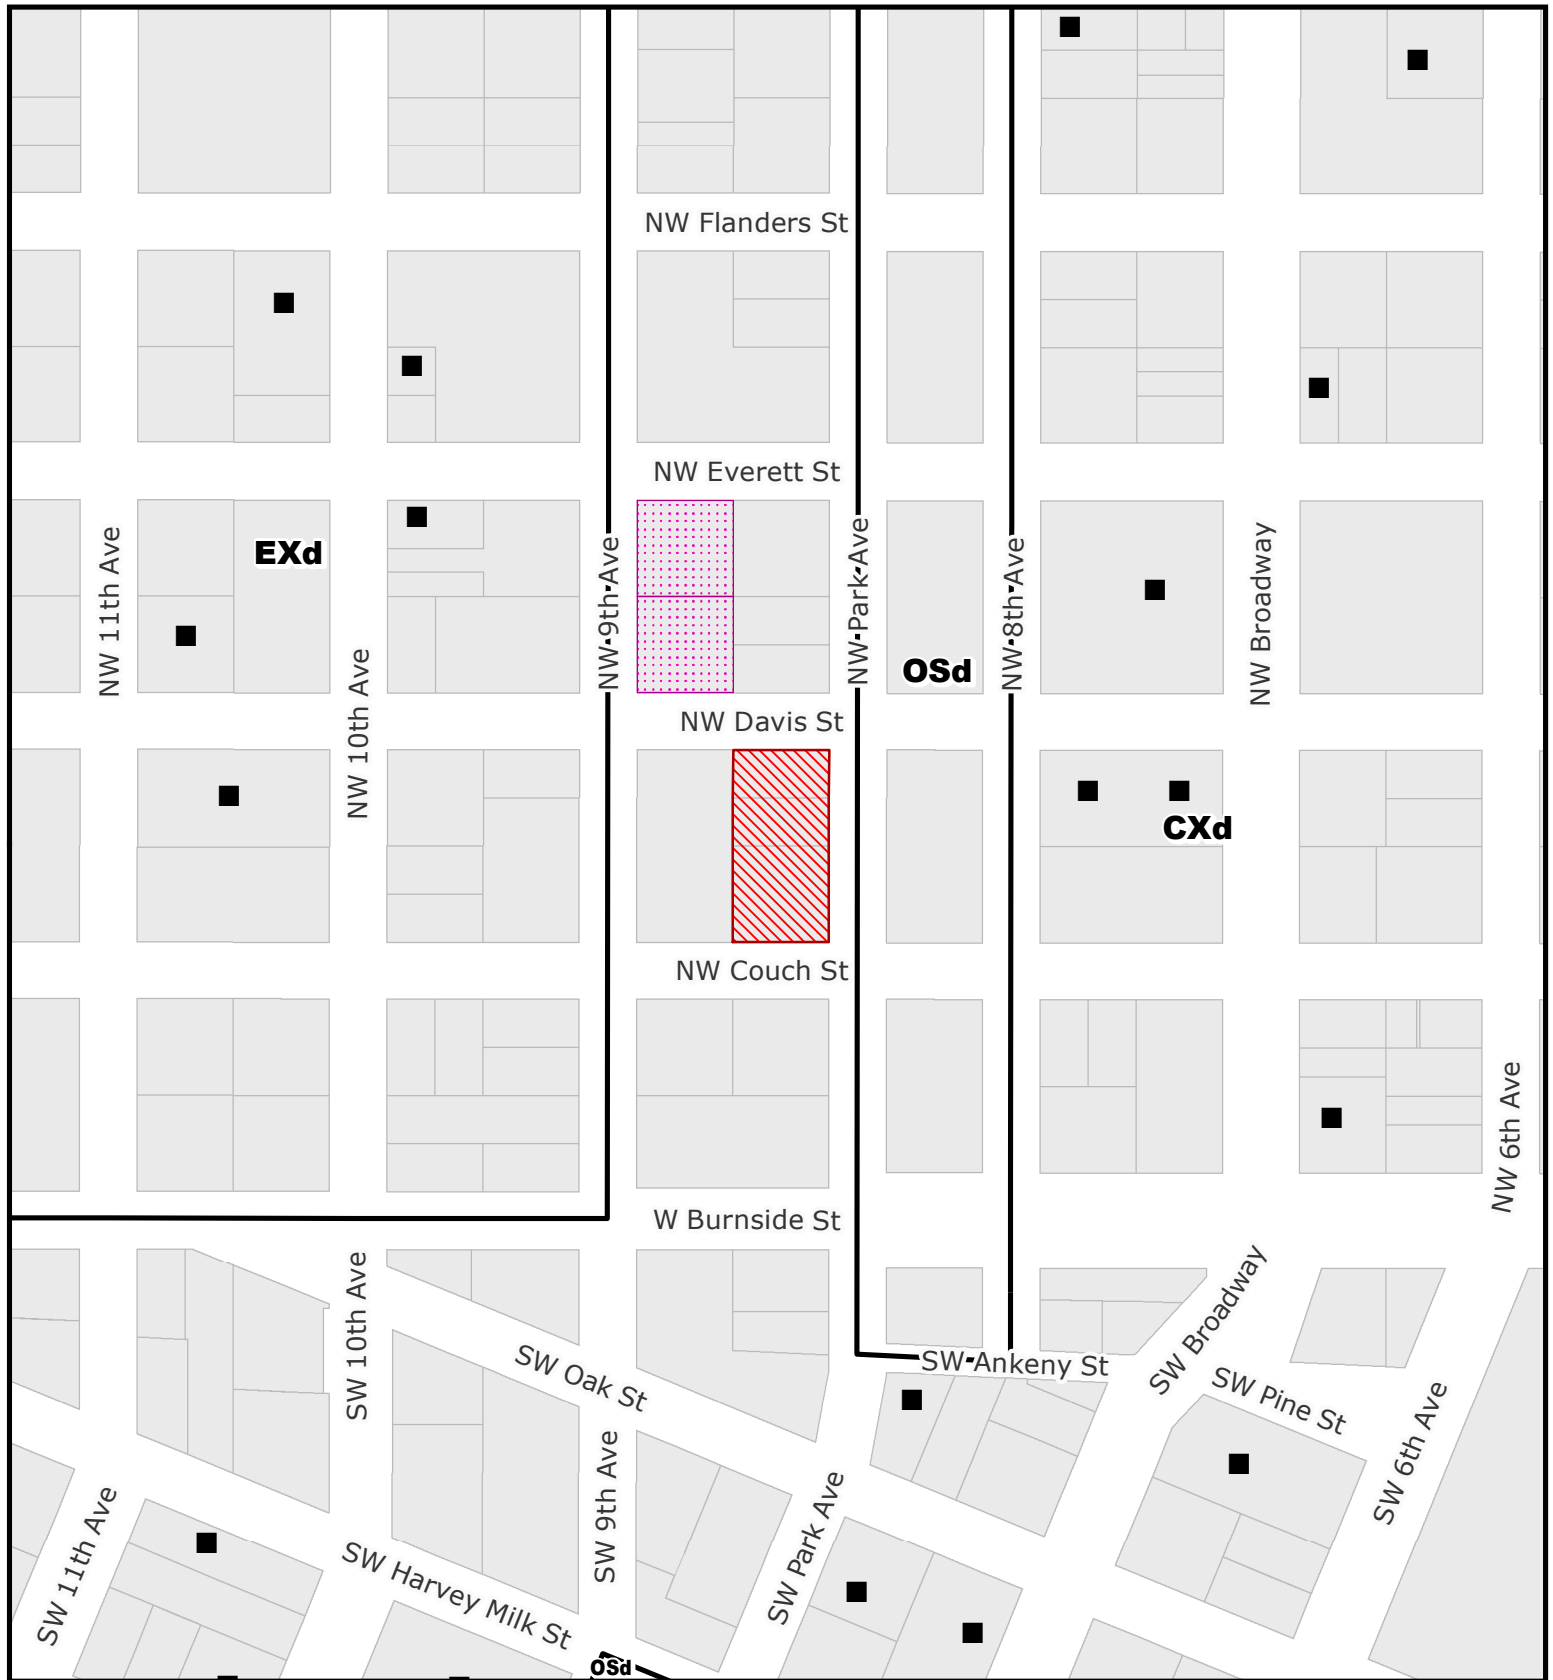 NW Flanders St
NW Everett St
NW 11th Ave
EXd
NW 10th Ave
NW 9th Ave
NW Park Ave
OSd
NW 8th Ave
NW Broadway
NW Davis St
CXd
NW Couch St
NW 6th Ave
W Burnside St
SW 10th Ave
SW Oak St
SW Ankeny St
SW Broadway
SW Pine St
SW 6th Ave
SW 11th Ave
SW Harvey Milk St
SW 9th Ave
SW Park Ave
OSd